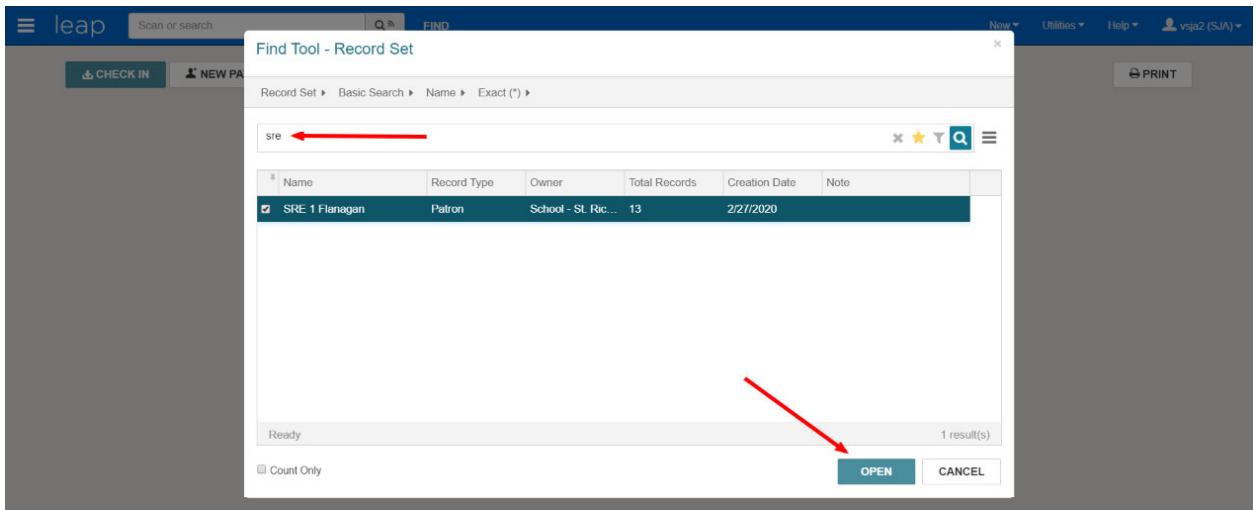 leap Scan or search FIND Now Utilities Help vsja2 (SJA)
Find Tool - Record Set ×
CHECK IN NEW PA PRINT
Record Set Basic Search Name Exact (*)
sre
Name Record Type Owner Total Records Creation Date Note
SRE 1 Flanagan Patron School - St. Ric... 13 2/27/2020
Ready 1 result(s)
Count Only OPEN CANCEL